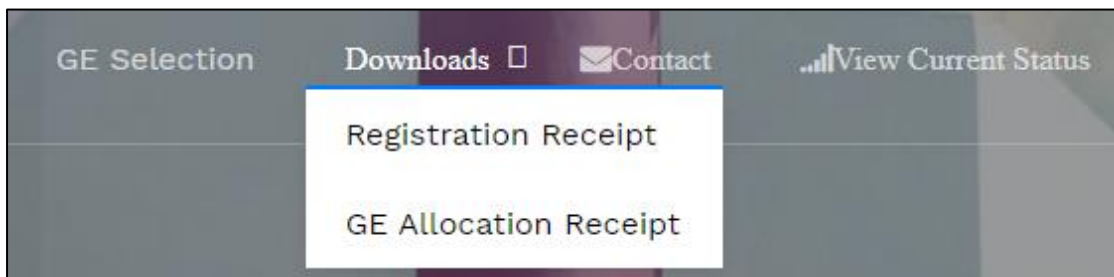 GE Selection Downloads Contact View Current Status
Registration Receipt
GE Allocation Receipt